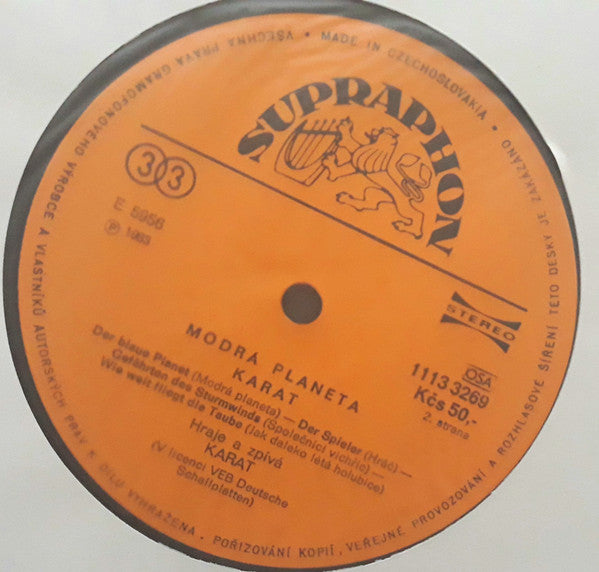 SUPRAPHON
33
E 5956
Ⓟ 1983
STEREO
OSA
1113 3269
Kčs 50,-
2. strana
MODRÁ PLANETA
KARAT
Der blaue Planet (Modrá planeta) — Der Spieler (Hráč) —
Gefährten des Sturmwinds (Společníci vichřic) —
Wie weit fliegt die Taube (Jak daleko létá holubice)
Hraje a zpívá
KARAT
(V licenci VEB Deutsche
Schallplatten)
MADE IN CZECHOSLOVAKIA • VŠECHNA PRÁVA GRAMOFONOVÉHO VÝROBCE A VLASTNÍKŮ AUTORSKÝCH PRÁV K DÍLU VYHRAŽENA • POŘIZOVÁNÍ KOPIÍ, VEŘEJNÉ PROVOZOVÁNÍ A ROZHLASOVÉ ŠÍŘENÍ TÉTO DESKY JE ZAKÁZÁNO •